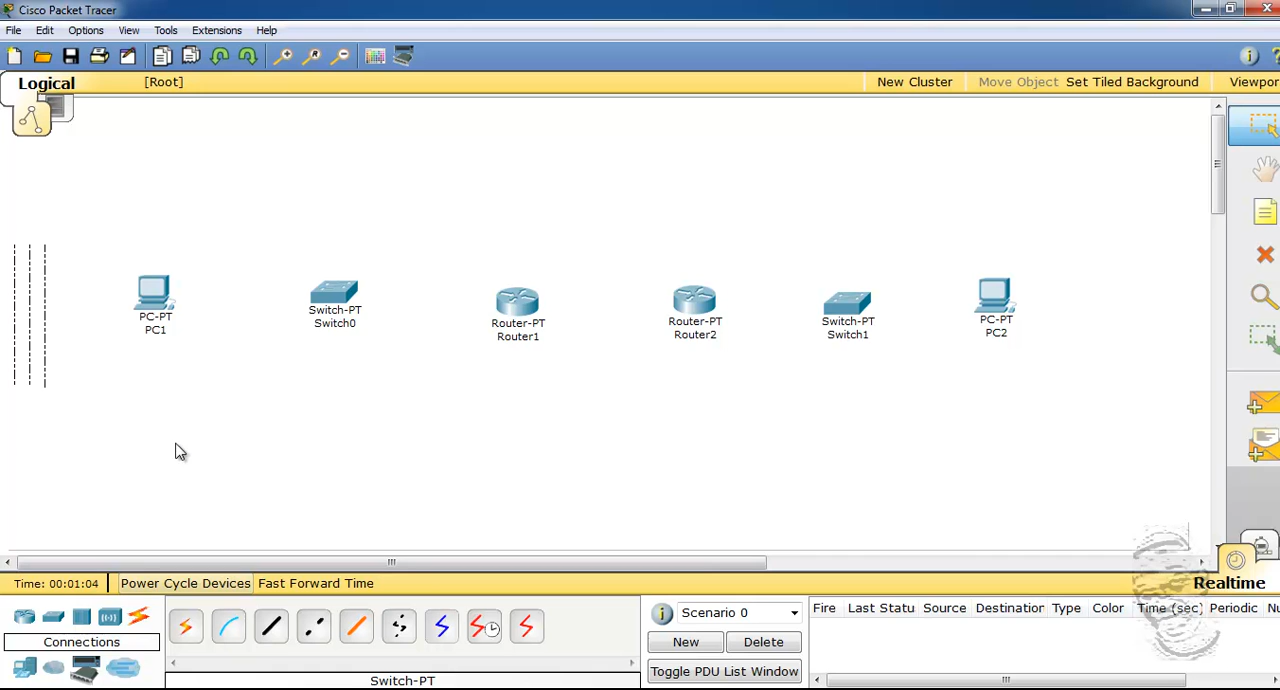 Cisco Packet Tracer
File Edit Options View Tools Extensions Help
Logical [Root] New Cluster Move Object Set Tiled Background Viewpor
PC-PT
PC1
Switch-PT
Switch0
Router-PT
Router1
Router-PT
Router2
Switch-PT
Switch1
PC-PT
PC2
Time: 00:01:04 Power Cycle Devices Fast Forward Time Realtime
Connections
Switch-PT
Scenario 0
New Delete
Toggle PDU List Window
Fire Last Statu Source Destination Type Color Time (sec) Periodic Nu